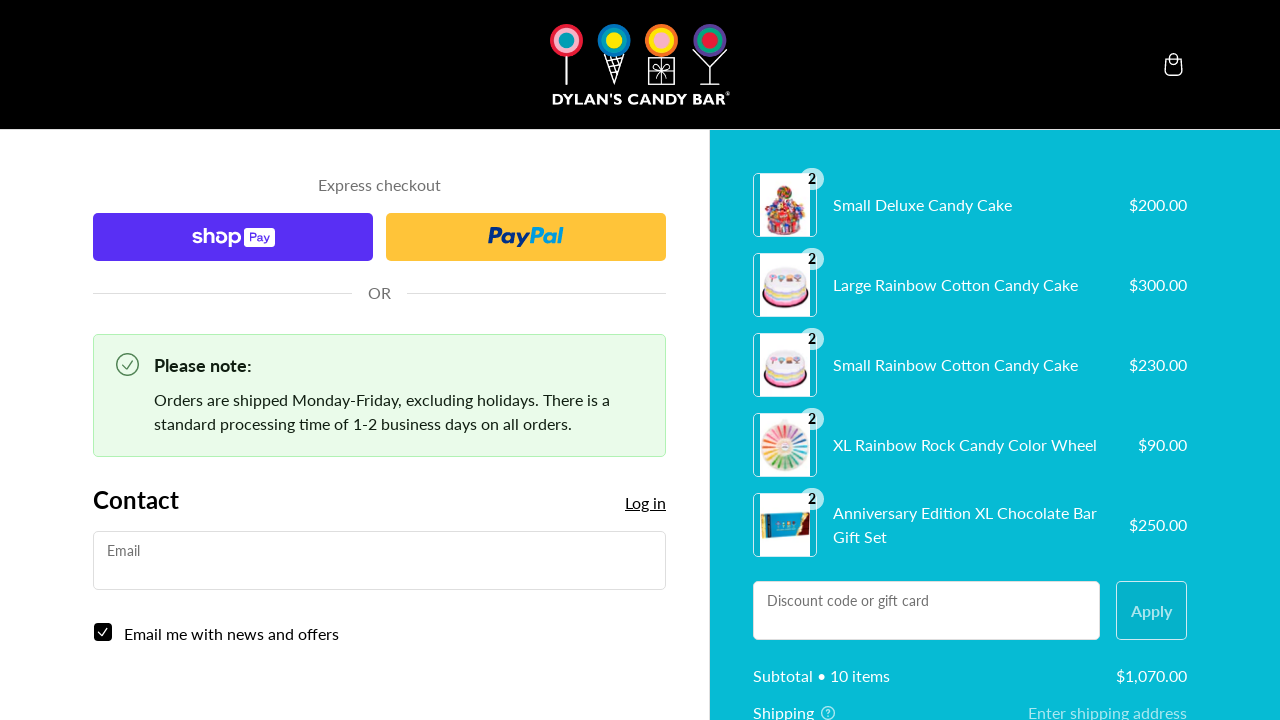 DYLAN'S CANDY BAR®
Express checkout
shop Pay
PayPal
OR
Please note:
Orders are shipped Monday-Friday, excluding holidays. There is a
standard processing time of 1-2 business days on all orders.
Contact
Log in
Email
Email me with news and offers
2
Small Deluxe Candy Cake
$200.00
2
Large Rainbow Cotton Candy Cake
$300.00
2
Small Rainbow Cotton Candy Cake
$230.00
2
XL Rainbow Rock Candy Color Wheel
$90.00
2
Anniversary Edition XL Chocolate Bar
Gift Set
$250.00
Discount code or gift card
Apply
Subtotal • 10 items
$1,070.00
Shipping
Enter shipping address